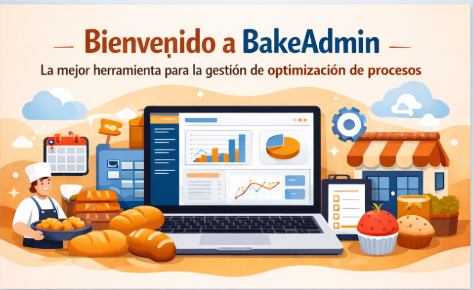 Bienvenido a BakeAdmin
La mejor herramienta para la gestión de optimización de procesos